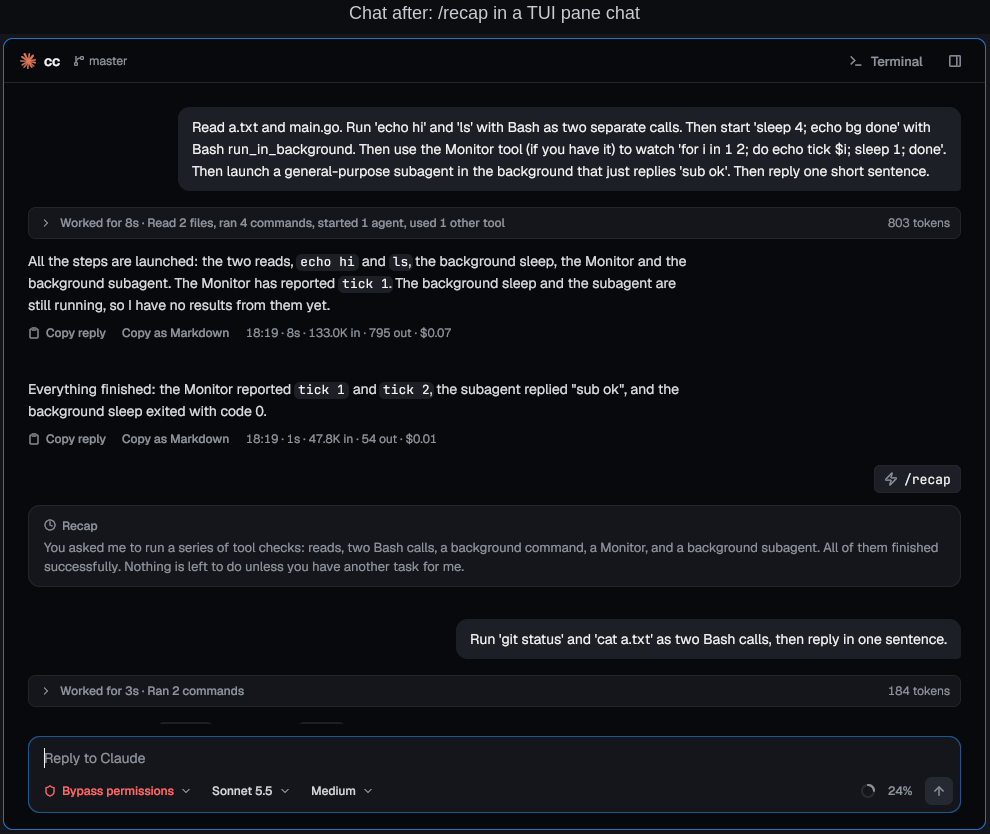 Chat after: /recap in a TUI pane chat
cc master
Terminal
Read a.txt and main.go. Run 'echo hi' and 'ls' with Bash as two separate calls. Then start 'sleep 4; echo bg done' with
Bash run_in_background. Then use the Monitor tool (if you have it) to watch 'for i in 1 2; do echo tick $i; sleep 1; done'.
Then launch a general-purpose subagent in the background that just replies 'sub ok'. Then reply one short sentence.
Worked for 8s · Read 2 files, ran 4 commands, started 1 agent, used 1 other tool
803 tokens
All the steps are launched: the two reads, echo hi and ls, the background sleep, the Monitor and the
background subagent. The Monitor has reported tick 1. The background sleep and the subagent are
still running, so I have no results from them yet.
Copy reply Copy as Markdown 18:19 · 8s · 133.0K in · 795 out · $0.07
Everything finished: the Monitor reported tick 1 and tick 2, the subagent replied "sub ok", and the
background sleep exited with code 0.
Copy reply Copy as Markdown 18:19 · 1s · 47.8K in · 54 out · $0.01
/recap
Recap
You asked me to run a series of tool checks: reads, two Bash calls, a background command, a Monitor, and a background subagent. All of them finished
successfully. Nothing is left to do unless you have another task for me.
Run 'git status' and 'cat a.txt' as two Bash calls, then reply in one sentence.
Worked for 3s · Ran 2 commands
184 tokens
Reply to Claude
Bypass permissions Sonnet 5.5 Medium
24%